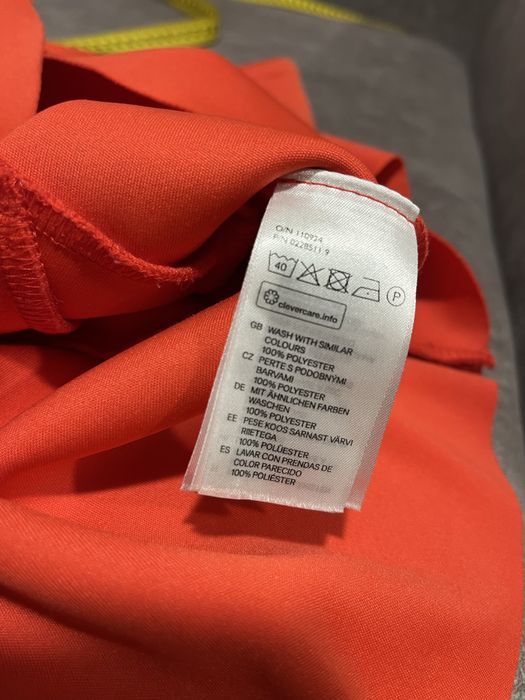 O/N 110924
P/N 0228511 9
40
P
clevercare.info
GB WASH WITH SIMILAR
COLOURS
100% POLYESTER
CZ PERTE S PODOBNÝMI
BARVAMI
100% POLYESTER
DE MIT ÄHNLICHEN FARBEN
WASCHEN
100% POLYESTER
EE PESE KOOS SARNAST VÄRVI
RIIETEGA
100% POLÜESTER
ES LAVAR CON PRENDAS DE
COLOR PARECIDO
100% POLIÉSTER